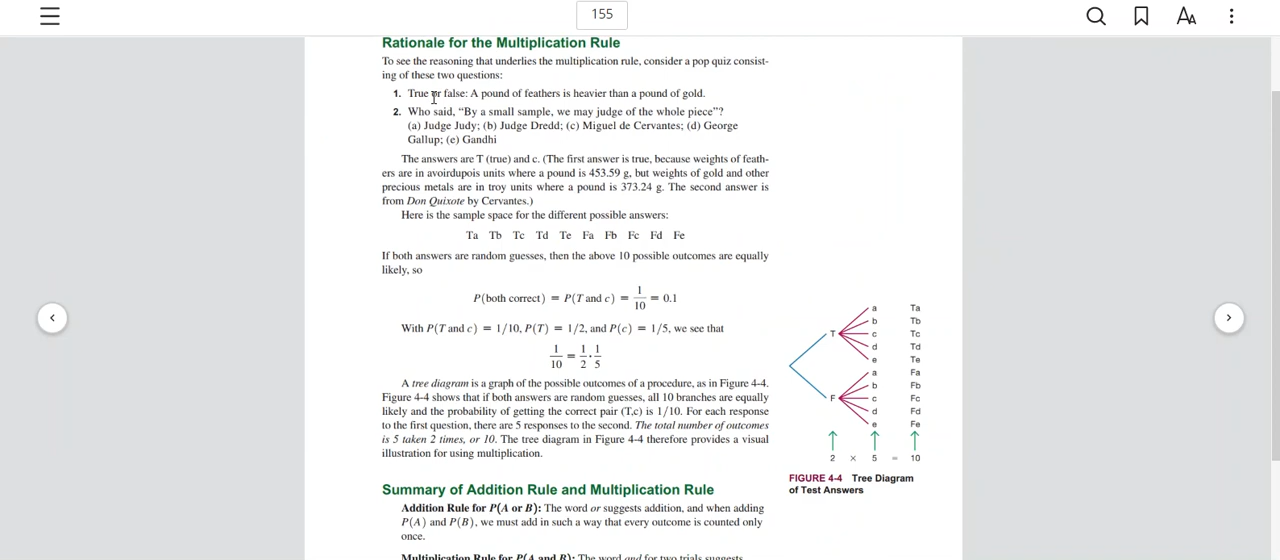 155
Rationale for the Multiplication Rule
To see the reasoning that underlies the multiplication rule, consider a pop quiz consist-
ing of these two questions:
1. True or false: A pound of feathers is heavier than a pound of gold.
2. Who said, “By a small sample, we may judge of the whole piece”?
(a) Judge Judy; (b) Judge Dredd; (c) Miguel de Cervantes; (d) George
Gallup; (e) Gandhi
The answers are T (true) and c. (The first answer is true, because weights of feath-
ers are in avoirdupois units where a pound is 453.59 g, but weights of gold and other
precious metals are in troy units where a pound is 373.24 g. The second answer is
from Don Quixote by Cervantes.)
Here is the sample space for the different possible answers:
Ta Tb Tc Td Te Fa Fb Fc Fd Fe
If both answers are random guesses, then the above 10 possible outcomes are equally
likely, so
P(both correct) = P(T and c) = 1/10 = 0.1
With P(T and c) = 1/10, P(T) = 1/2, and P(c) = 1/5, we see that
1/10 = 1/2 · 1/5
A tree diagram is a graph of the possible outcomes of a procedure, as in Figure 4-4.
Figure 4-4 shows that if both answers are random guesses, all 10 branches are equally
likely and the probability of getting the correct pair (T,c) is 1/10. For each response
to the first question, there are 5 responses to the second. The total number of outcomes
is 5 taken 2 times, or 10. The tree diagram in Figure 4-4 therefore provides a visual
illustration for using multiplication.
a Ta
b Tb
T c Tc
d Td
e Te
a Fa
b Fb
F c Fc
d Fd
e Fe
2 × 5 = 10
FIGURE 4-4 Tree Diagram
of Test Answers
Summary of Addition Rule and Multiplication Rule
Addition Rule for P(A or B): The word or suggests addition, and when adding
P(A) and P(B), we must add in such a way that every outcome is counted only
once.
Multiplication Rule for P(A and B): The word and for two trials suggests